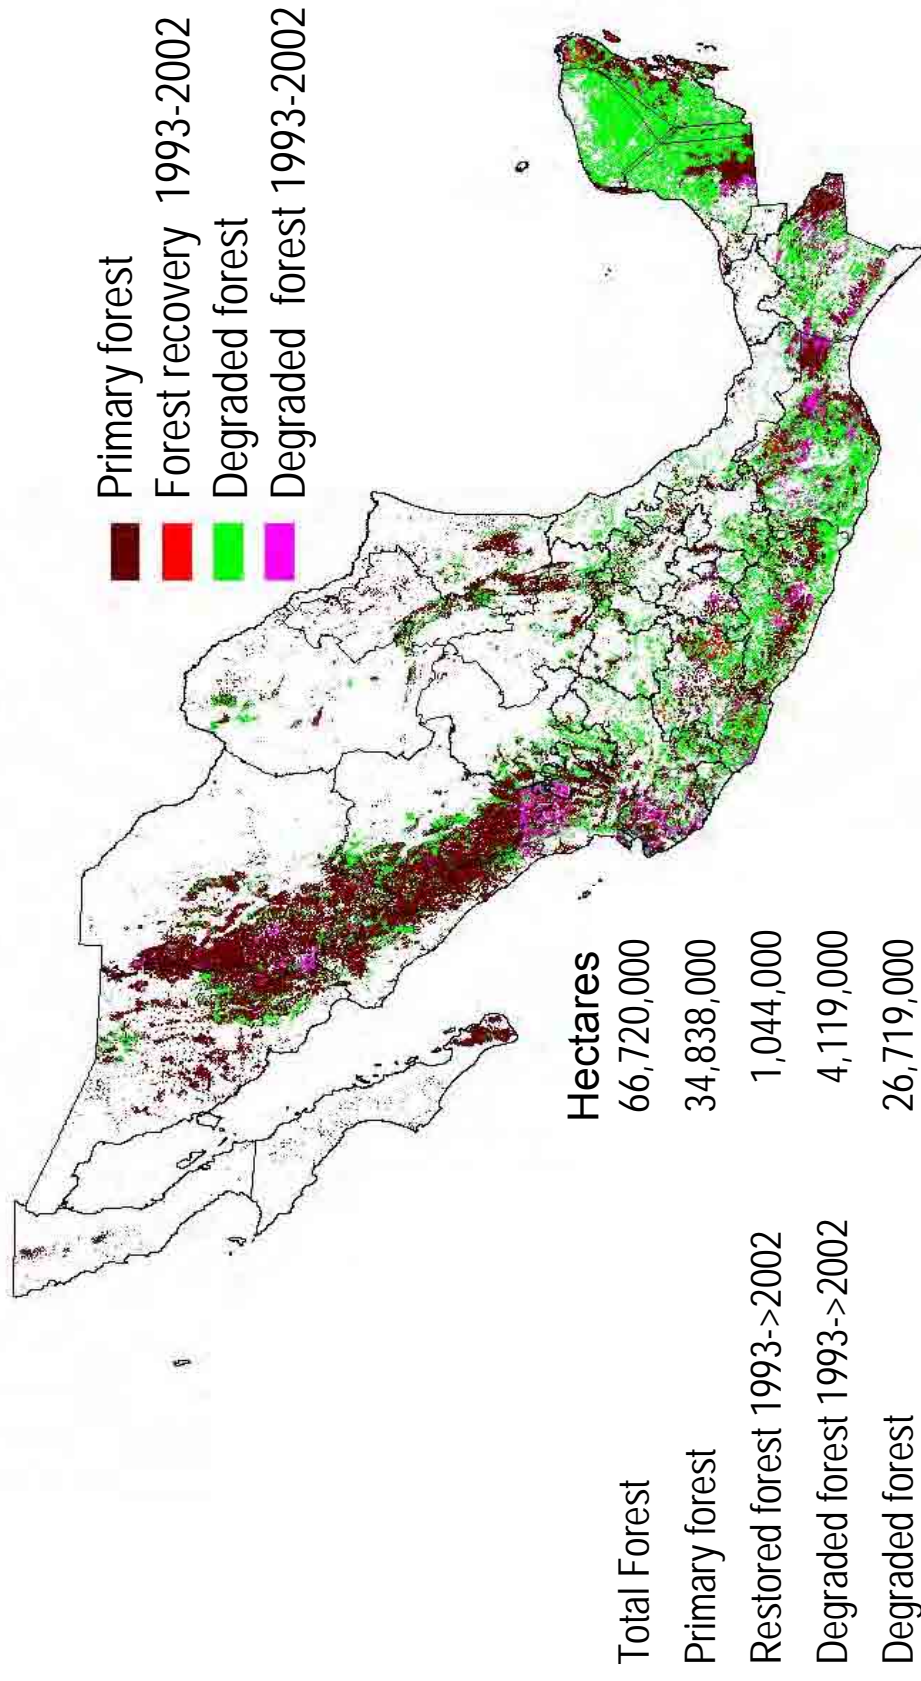 Primary forest
Forest recovery 1993-2002
Degraded forest
Degraded forest 1993-2002
Hectares
Total Forest 66,720,000
Primary forest 34,838,000
Restored forest 1993->2002 1,044,000
Degraded forest 1993->2002 4,119,000
Degraded forest 26,719,000